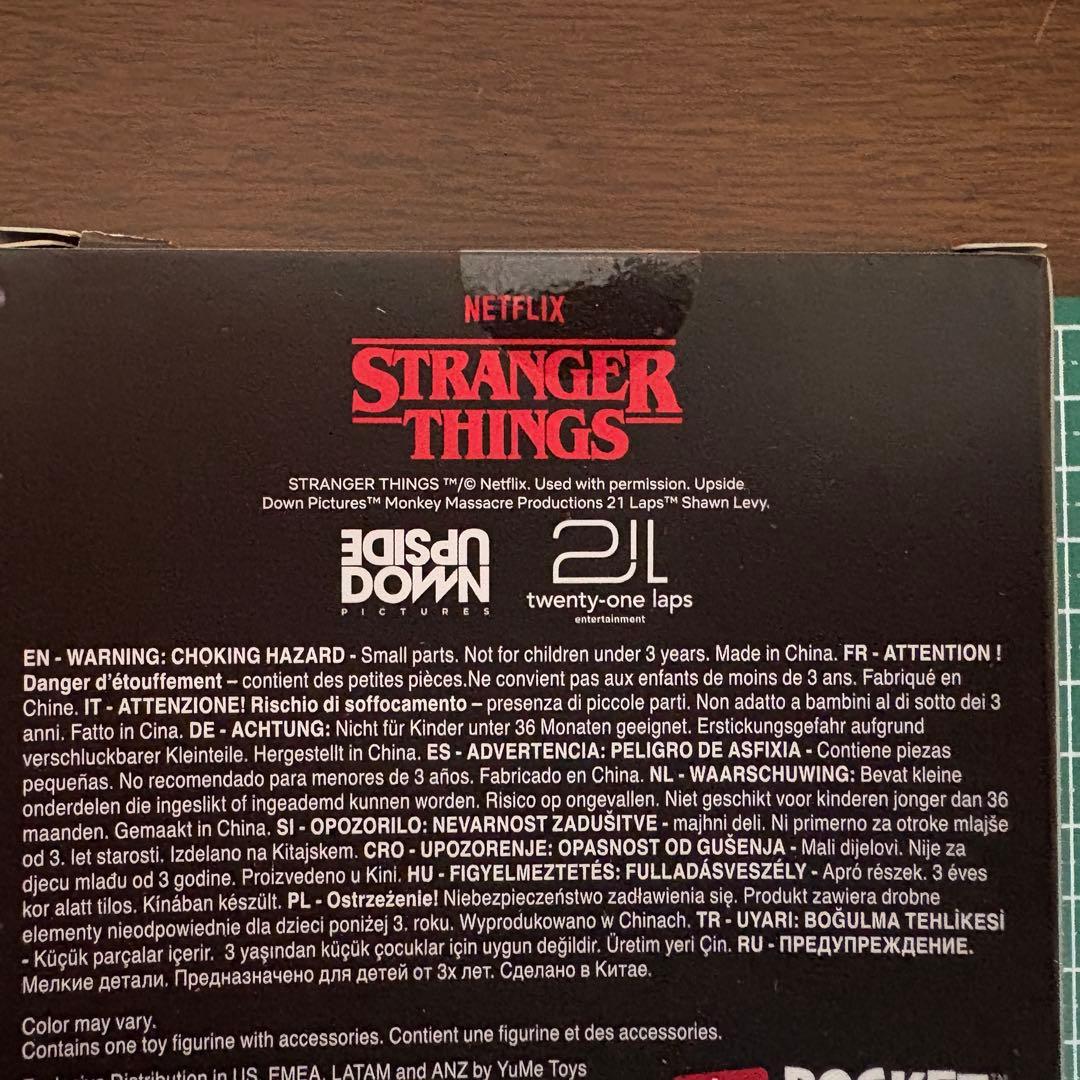 NETFLIX
STRANGER
THINGS
STRANGER THINGS ™/© Netflix. Used with permission. Upside
Down Pictures™ Monkey Massacre Productions 21 Laps™ Shawn Levy.
UPSIDE
DOWN
PICTURES
21L
twenty-one laps
entertainment
EN - WARNING: CHOKING HAZARD - Small parts. Not for children under 3 years. Made in China. FR - ATTENTION !
Danger d’étouffement – contient des petites pièces.Ne convient pas aux enfants de moins de 3 ans. Fabriqué en
Chine. IT - ATTENZIONE! Rischio di soffocamento – presenza di piccole parti. Non adatto a bambini al di sotto dei 3
anni. Fatto in Cina. DE - ACHTUNG: Nicht für Kinder unter 36 Monaten geeignet. Erstickungsgefahr aufgrund
verschluckbarer Kleinteile. Hergestellt in China. ES - ADVERTENCIA: PELIGRO DE ASFIXIA - Contiene piezas
pequeñas. No recomendado para menores de 3 años. Fabricado en China. NL - WAARSCHUWING: Bevat kleine
onderdelen die ingeslikt of ingeademd kunnen worden. Risico op ongevallen. Niet geschikt voor kinderen jonger dan 36
maanden. Gemaakt in China. SI - OPOZORILO: NEVARNOST ZADUŠITVE - majhni deli. Ni primerno za otroke mlajše
od 3. let starosti. Izdelano na Kitajskem. CRO - UPOZORENJE: OPASNOST OD GUŠENJA - Mali dijelovi. Nije za
djecu mlađu od 3 godine. Proizvedeno u Kini. HU - FIGYELMEZTETÉS: FULLADÁSVESZÉLY - Apró részek. 3 éves
kor alatt tilos. Kínában készült. PL - Ostrzeżenie! Niebezpieczeństwo zadławienia się. Produkt zawiera drobne
elementy nieodpowiednie dla dzieci poniżej 3. roku. Wyprodukowano w Chinach. TR - UYARI: BOĞULMA TEHLİKESİ
- Küçük parçalar içerir. 3 yaşından küçük çocuklar için uygun değildir. Üretim yeri Çin. RU - ПРЕДУПРЕЖДЕНИЕ.
Мелкие детали. Предназначено для детей от 3х лет. Сделано в Китае.
Color may vary.
Contains one toy figurine with accessories. Contient une figurine et des accessories.
Exclusive Distribution in US, EMEA, LATAM and ANZ by YuMe Toys
ROCKET™